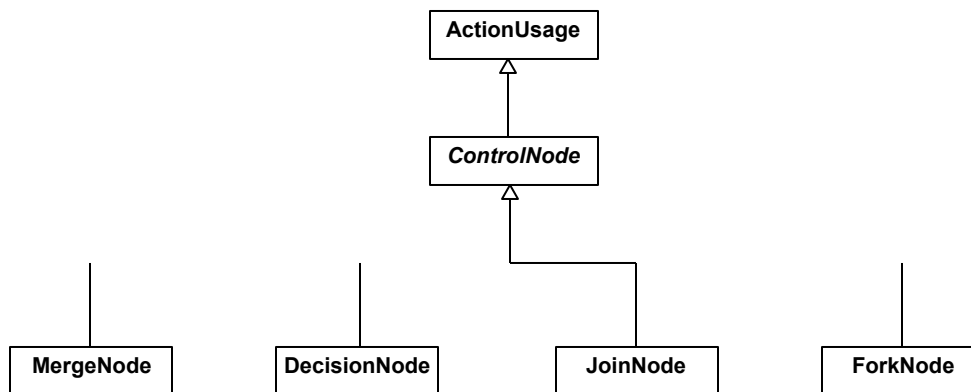 ActionUsage
ControlNode
MergeNode
DecisionNode
JoinNode
ForkNode